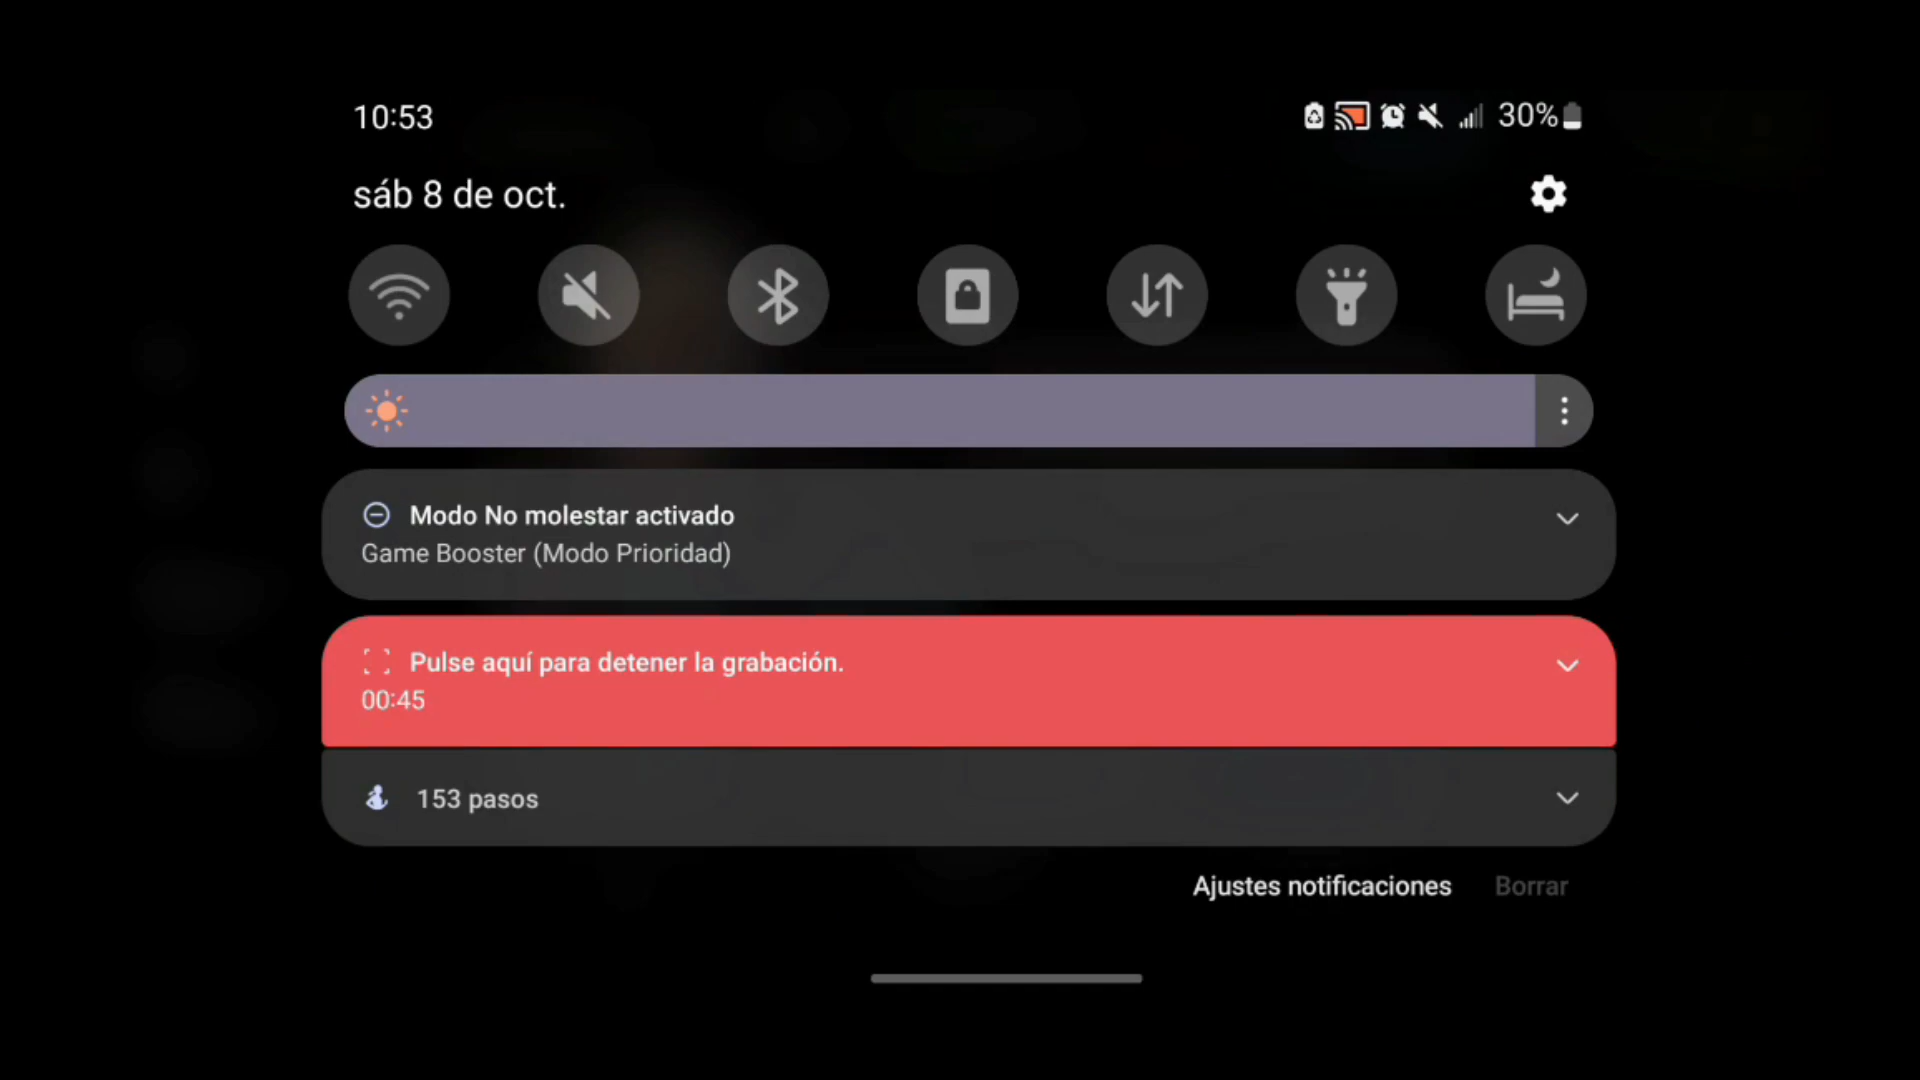 10:53
30%
sáb 8 de oct.
Modo No molestar activado
Game Booster (Modo Prioridad)
Pulse aquí para detener la grabación.
00:45
153 pasos
Ajustes notificaciones
Borrar